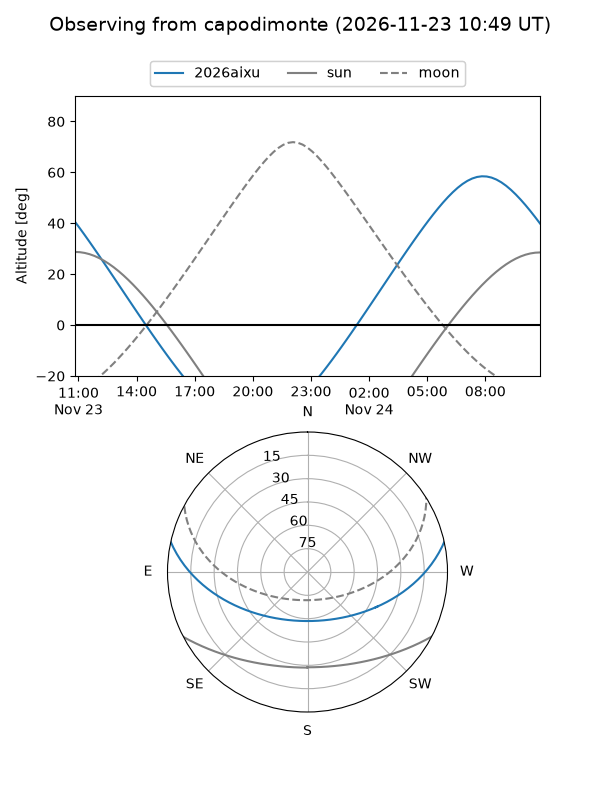 Observing from capodimonte (2026-11-23 10:49 UT)
2026aixu sun moon
Altitude [deg]
80
60
40
20
0
−20
11:00 14:00 17:00 20:00 23:00 02:00 05:00 08:00
Nov 23 Nov 24
N
NE NW
15
30
45
60
75
E W
SE SW
S